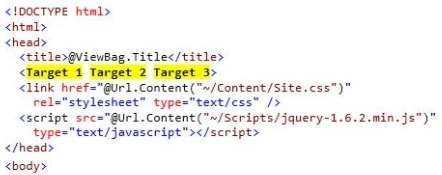 <!DOCTYPE html>
<html>
<head>
<title>@ViewBag.Title</title>
<Target 1 Target 2 Target 3>
<link href="@Url.Content("~/Content/Site.css")"
rel="stylesheet" type="text/css" />
<script src="@Url.Content("~/Scripts/jquery-1.6.2.min.js")"
type="text/javascript"></script>
</head>
<body>